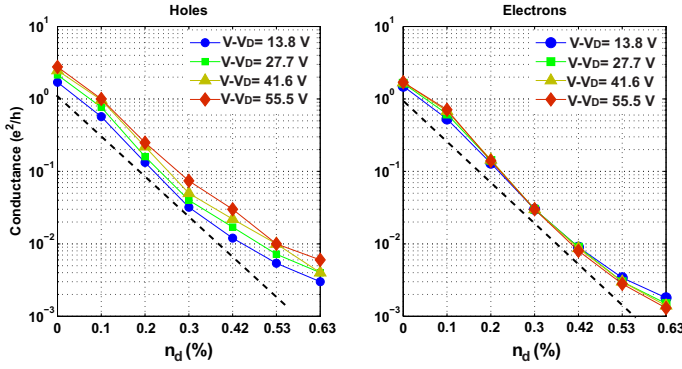 Holes
Electrons
Conductance (e²/h)
10¹
10⁰
10⁻¹
10⁻²
10⁻³
V-VD= 13.8 V
V-VD= 27.7 V
V-VD= 41.6 V
V-VD= 55.5 V
0 0.1 0.2 0.3 0.42 0.53 0.63
n_d (%)
10¹
10⁰
10⁻¹
10⁻²
10⁻³
V-VD= 13.8 V
V-VD= 27.7 V
V-VD= 41.6 V
V-VD= 55.5 V
0 0.1 0.2 0.3 0.42 0.53 0.63
n_d (%)